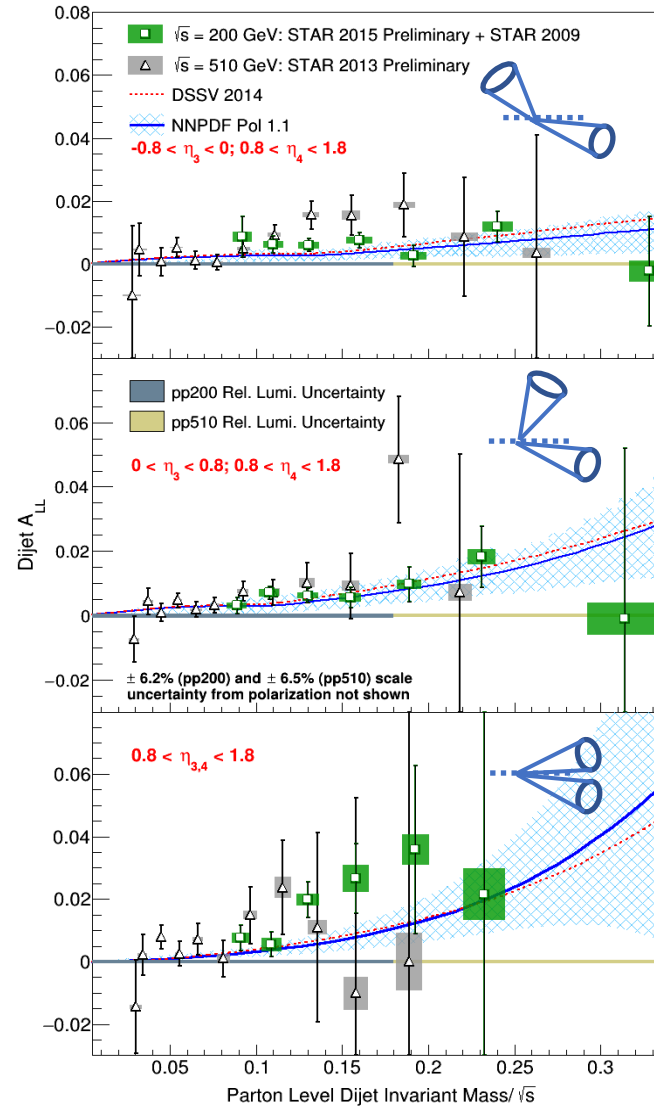 0.08
√s = 200 GeV: STAR 2015 Preliminary + STAR 2009
√s = 510 GeV: STAR 2013 Preliminary
0.06
DSSV 2014
NNPDF Pol 1.1
-0.8 < η3 < 0; 0.8 < η4 < 1.8
0.04
0.02
0
−0.02
pp200 Rel. Lumi. Uncertainty
pp510 Rel. Lumi. Uncertainty
0.06
0 < η3 < 0.8; 0.8 < η4 < 1.8
0.04
0.02
0
−0.02
± 6.2% (pp200) and ± 6.5% (pp510) scale
uncertainty from polarization not shown
Dijet ALL
0.8 < η3,4 < 1.8
0.06
0.04
0.02
0
−0.02
0.05 0.1 0.15 0.2 0.25 0.3
Parton Level Dijet Invariant Mass/ √s